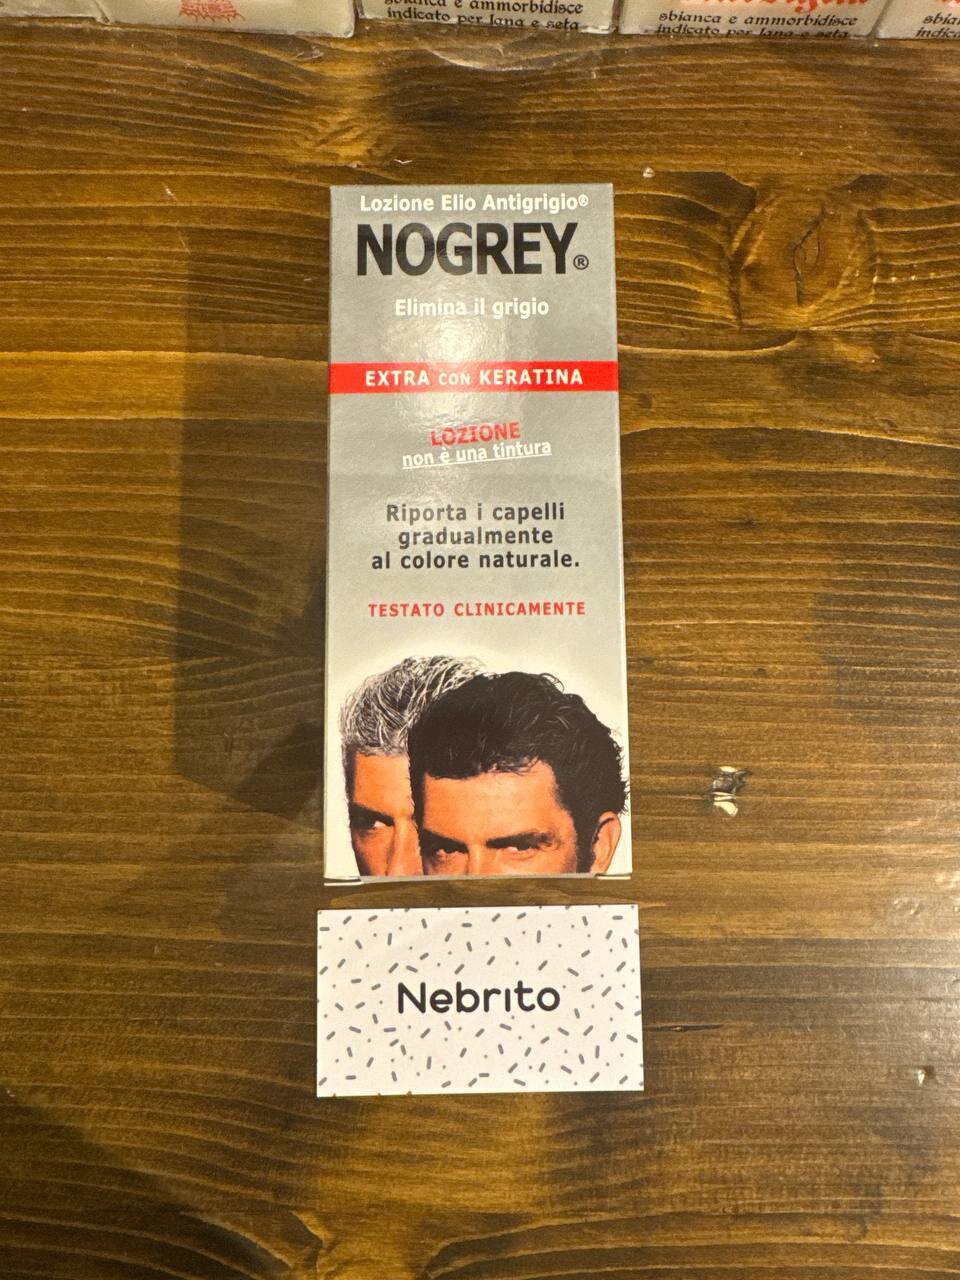 sbianca e ammorbidisce
indicato per lana e seta
sbianca e ammorbidisce
indicato per lana e seta
Lozione Elio Antigrigio®
NOGREY®
Elimina il grigio
EXTRA CON KERATINA
LOZIONE
non è una tintura
Riporta i capelli
gradualmente
al colore naturale.
TESTATO CLINICAMENTE
Nebrito